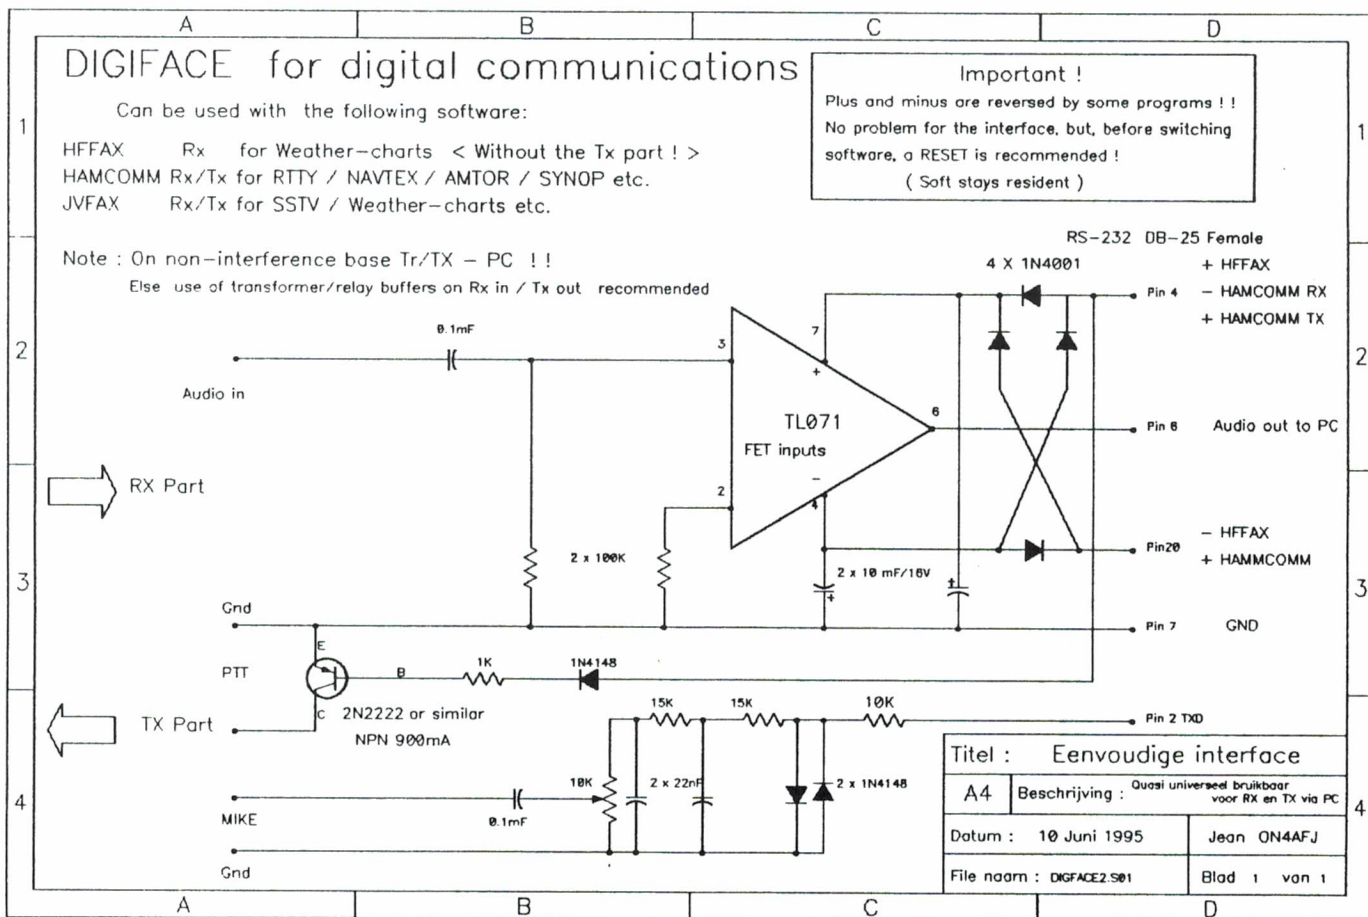 A B C D
DIGIFACE for digital communications
Can be used with the following software:
HFFAX Rx for Weather-charts < Without the Tx part ! >
HAMCOMM Rx/Tx for RTTY / NAVTEX / AMTOR / SYNOP etc.
JVFAX Rx/Tx for SSTV / Weather-charts etc.
Important !
Plus and minus are reversed by some programs ! !
No problem for the interface, but, before switching
software, a RESET is recommended !
( Soft stays resident )
1 1
Note : On non-interference base Tr/TX - PC ! !
Else use of transformer/relay buffers on Rx in / Tx out recommended
RS-232 DB-25 Female
4 X 1N4001
+ HFFAX
Pin 4 - HAMCOMM RX
+ HAMCOMM TX
0.1mF
7
3
+
2 2
Audio in
TL071
FET inputs
6
Pin 6 Audio out to PC
RX Part
2
-
4
- HFFAX
Pin20
+ HAMMCOMM
2 x 100K
2 x 10 mF/16V
+
+
3 3
Gnd
Pin 7 GND
E
PTT
B
1K
1N4148
C
2N2222 or similar
NPN 900mA
TX Part
15K 15K 10K
Pin 2 TXD
10K
2 x 22nF
2 x 1N4148
MIKE
0.1mF
Gnd
4 4
Titel : Eenvoudige interface
A4 Beschrijving : Quasi universeel bruikbaar
voor RX en TX via PC
Datum : 10 Juni 1995 Jean ON4AFJ
File naam : DIGFACE2.S01 Blad 1 van 1
A B C D